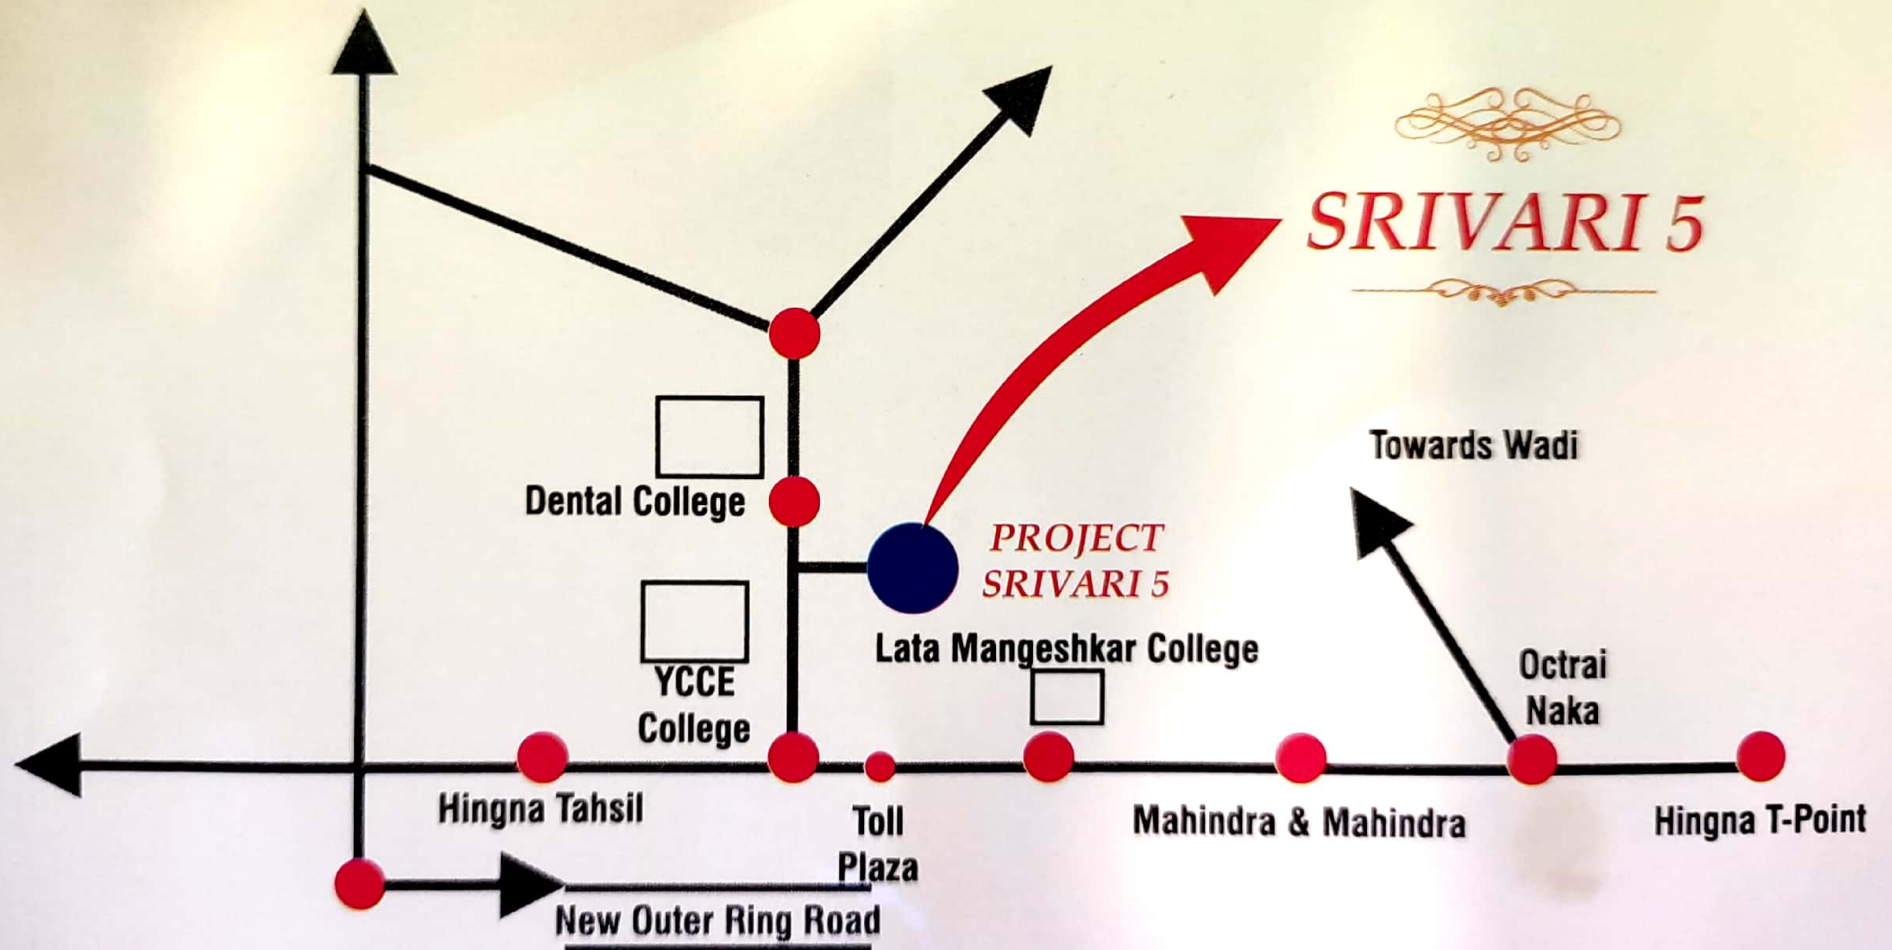 SRIVARI 5
Towards Wadi
Dental College
PROJECT
SRIVARI 5
Lata Mangeshkar College
YCCE
College
Octrai
Naka
Hingna Tahsil
Toll
Plaza
Mahindra & Mahindra
Hingna T-Point
New Outer Ring Road